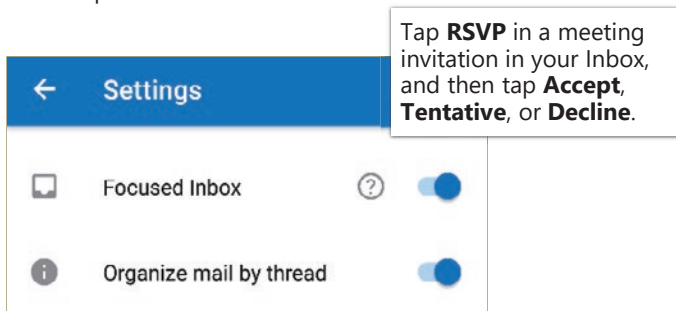 Tap RSVP in a meeting
invitation in your Inbox,
and then tap Accept,
Tentative, or Decline.
Settings
Focused Inbox
Organize mail by thread